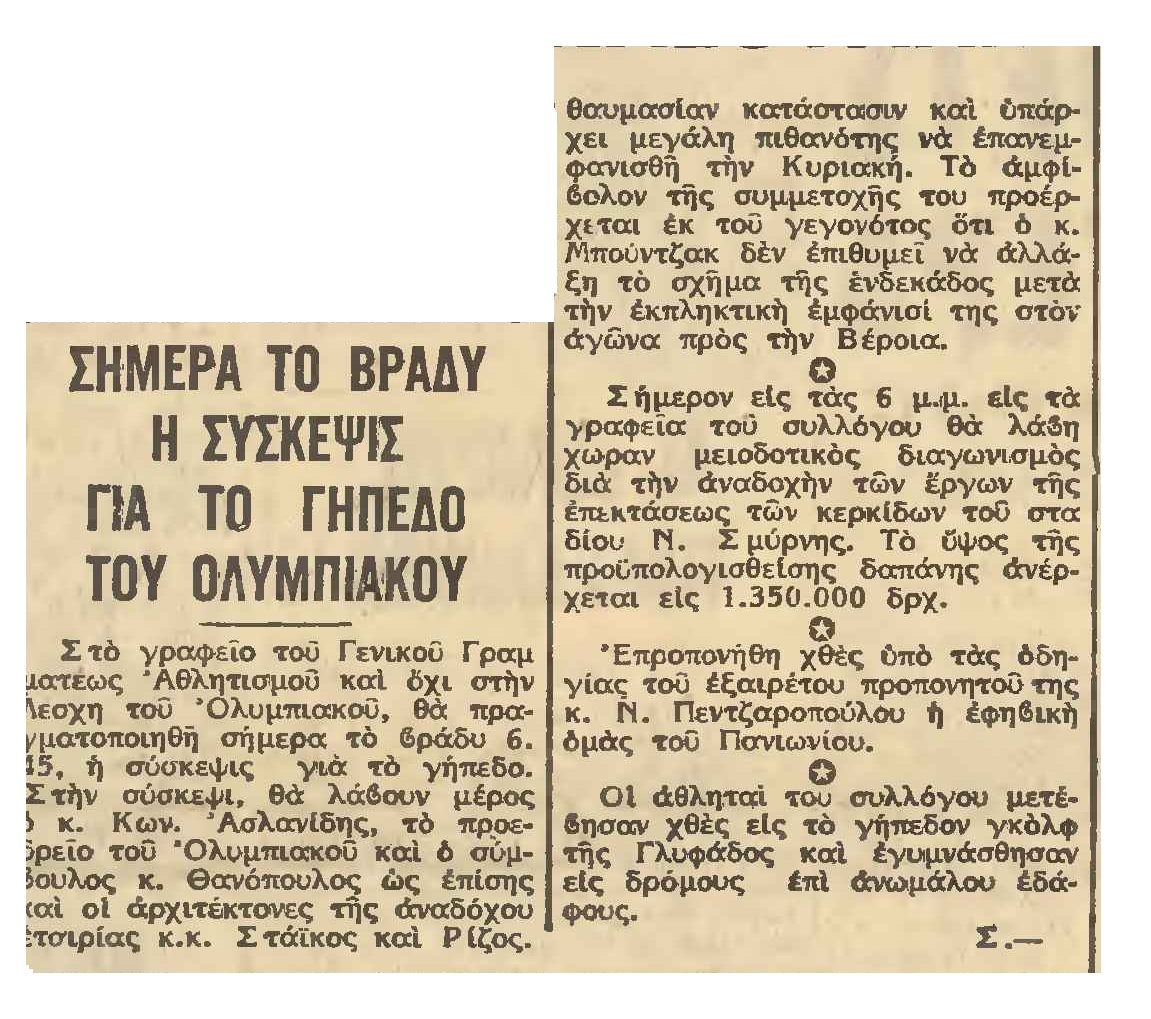 ΣΗΜΕΡΑ ΤΟ ΒΡΑΔΥ
Η ΣΥΣΚΕΨΙΣ
ΓΙΑ ΤΟ ΓΗΠΕΔΟ
ΤΟΥ ΟΛΥΜΠΙΑΚΟΥ
Στὸ γραφεῖο τοῦ Γενικοῦ Γραμ
ματέως Ἀθλητισμοῦ καὶ ὄχι στὴν
Λεσχη τοῦ Ὀλυμπιακοῦ, θὰ πρα-
γματοποιηθῆ σήμερα τὸ βράδυ 6.
45, ἡ σύσκεψις γιὰ τὸ γήπεδο.
Στὴν σύσκεψι, θὰ λάβουν μέρος
ὁ κ. Κων. Ἀσλανίδης, τὸ προε-
δρεῖο τοῦ Ὀλυμπιακοῦ καὶ ὁ σύμ-
βουλος κ. Θανόπουλος ὡς ἐπίσης
καὶ οἱ ἀρχιτέκτονες τῆς ἀναδόχου
ἑτσιρίας κ.κ. Στάϊκος καὶ Ρίζος.
θαυμασίαν κατάστασιν καὶ ὑπάρ-
χει μεγάλη πιθανότης νὰ ἐπανεμ-
φανισθῆ τὴν Κυριακή. Τὸ ἀμφί-
βολον τῆς συμμετοχῆς του προέρ-
χεται ἐκ τοῦ γεγονότος ὅτι ὁ κ.
Μπούντζακ δὲν ἐπιθυμεῖ νὰ ἀλλά-
ξη τὸ σχῆμα τῆς ἑνδεκάδος μετὰ
τὴν ἐκπληκτικὴ ἐμφάνισί της στὸν
ἀγῶνα πρὸς τὴν Βέροια.
Σήμερον εἰς τὰς 6 μ.μ. εἰς τὰ
γραφεῖα τοῦ συλλόγου θὰ λάβη
χωραν μειοδοτικὸς διαγωνισμὸς
διὰ τὴν ἀναδοχὴν τῶν ἔργων τῆς
ἐπεκτάσεως τῶν κερκίδων τοῦ στα
δίου Ν. Σμύρνης. Τὸ ὕψος τῆς
προϋπολογισθείσης δαπάνης ἀνέρ-
χεται εἰς 1.350.000 δρχ.
Ἐπροπονήθη χθὲς ὑπὸ τὰς ὁδη-
γίας τοῦ ἐξαιρέτου προπονητοῦ της
κ. Ν. Πεντζαροπούλου ἡ ἐφηβικὴ
ὁμὰς τοῦ Πανιωνίου.
Οἱ ἀθληταὶ του συλλόγου μετέ-
βησαν χθὲς εἰς τὸ γήπεδον γκὸλφ
τῆς Γλυφάδος καὶ ἐγυμνάσθησαν
εἰς δρόμους ἐπὶ ἀνωμάλου ἐδά-
φους.
Σ.—